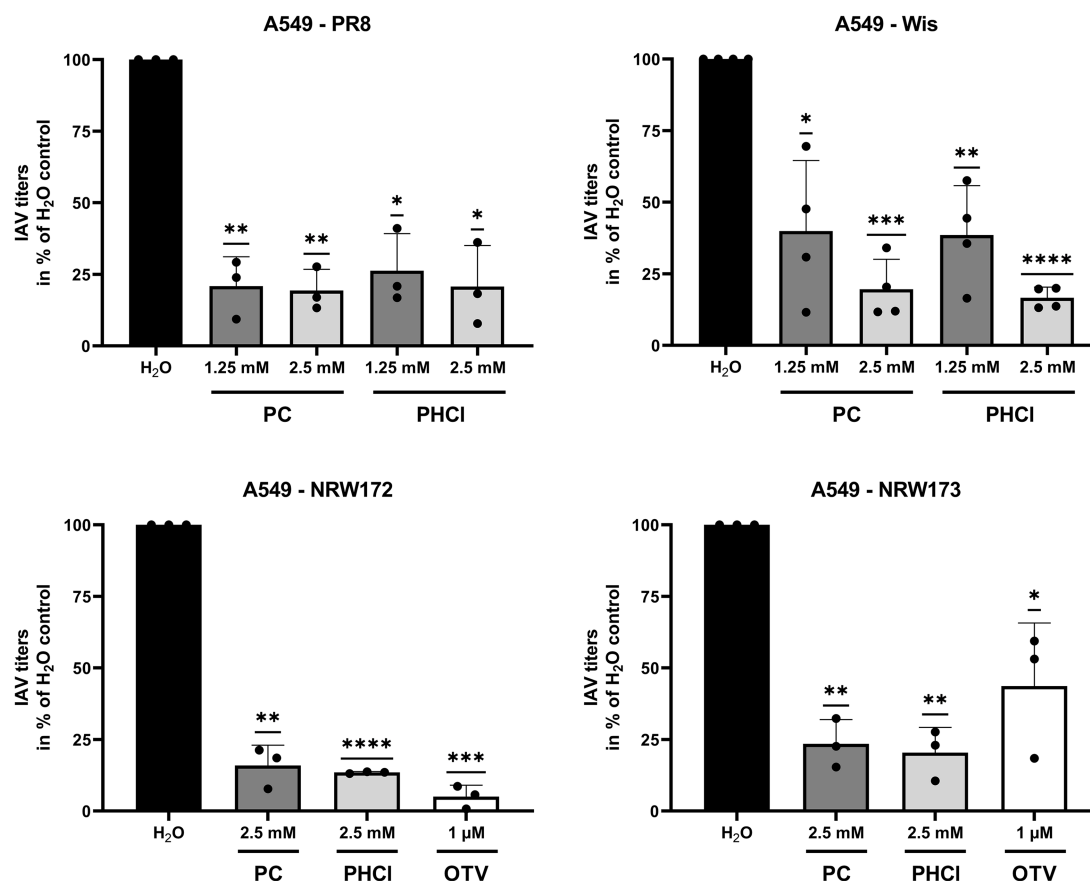 A549 - PR8
IAV titers
in % of H₂O control
100
75
50
25
0
**
**
*
*
H₂O
1.25 mM
2.5 mM
1.25 mM
2.5 mM
PC
PHCl
A549 - Wis
IAV titers
in % of H₂O control
100
75
50
25
0
*
***
**
****
H₂O
1.25 mM
2.5 mM
1.25 mM
2.5 mM
PC
PHCl
A549 - NRW172
IAV titers
in % of H₂O control
100
75
50
25
0
**
****
***
H₂O
2.5 mM
2.5 mM
1 µM
PC
PHCl
OTV
A549 - NRW173
IAV titers
in % of H₂O control
100
75
50
25
0
**
**
*
H₂O
2.5 mM
2.5 mM
1 µM
PC
PHCl
OTV